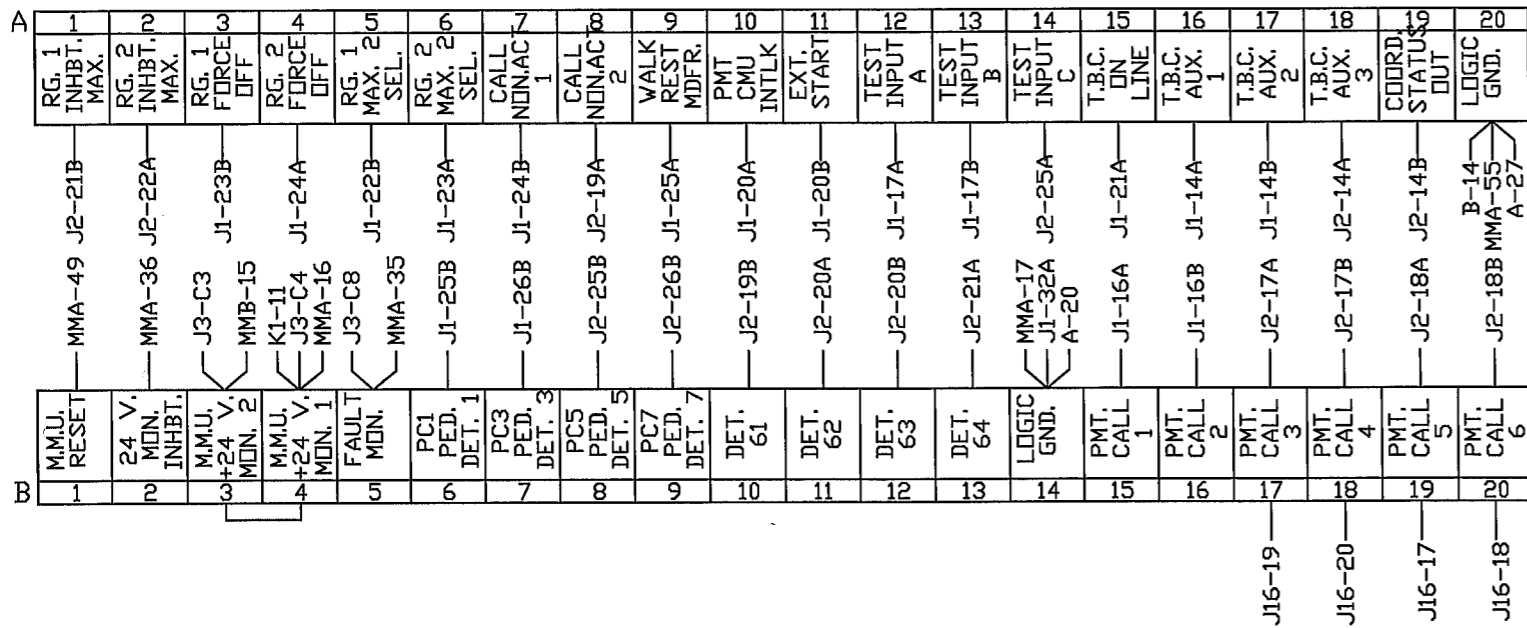 A
1 2 3 4 5 6 7 8 9 10 11 12 13 14 15 16 17 18 19 20
RG. 1
INHBT.
MAX.
RG. 2
INHBT.
MAX.
RG. 1
FORCE
OFF
RG. 2
FORCE
OFF
RG. 1
MAX. 2
SEL.
RG. 2
MAX. 2
SEL.
CALL
NON.ACT
1
CALL
NON.ACT
2
WALK
REST
MDFR.
PMT
CMU
INTLK
EXT.
START
TEST
INPUT
A
TEST
INPUT
B
TEST
INPUT
C
T.B.C.
ON
LINE
T.B.C.
AUX.
1
T.B.C.
AUX.
2
T.B.C.
AUX.
3
COORD.
STATUS
OUT
LOGIC
GND.
J2-21B
J2-22A
J1-23B
J1-24A
J1-22B
J1-23A
J1-24B
J2-19A
J1-25A
J1-20A
J1-20B
J1-17A
J1-17B
J2-25A
J1-21A
J1-14A
J1-14B
J2-14A
J2-14B
B-14
MMA-55
A-27
MMA-49
MMA-36
J3-C3
MMB-15
K1-11
J3-C4
MMA-16
J3-C8
MMA-35
J1-25B
J1-26B
J2-25B
J2-26B
J2-19B
J2-20A
J2-20B
J2-21A
MMA-17
J1-32A
A-20
J1-16A
J1-16B
J2-17A
J2-17B
J2-18A
J2-18B
M.M.U.
RESET
24 V.
MON.
INHBT.
M.M.U.
+24 V.
MON. 2
M.M.U.
+24 V.
MON. 1
FAULT
MON.
PC1
PED.
DET. 1
PC3
PED.
DET. 3
PC5
PED.
DET. 5
PC7
PED.
DET. 7
DET.
61
DET.
62
DET.
63
DET.
64
LOGIC
GND.
PMT.
CALL
1
PMT.
CALL
2
PMT.
CALL
3
PMT.
CALL
4
PMT.
CALL
5
PMT.
CALL
6
B
1 2 3 4 5 6 7 8 9 10 11 12 13 14 15 16 17 18 19 20
J16-19
J16-20
J16-17
J16-18